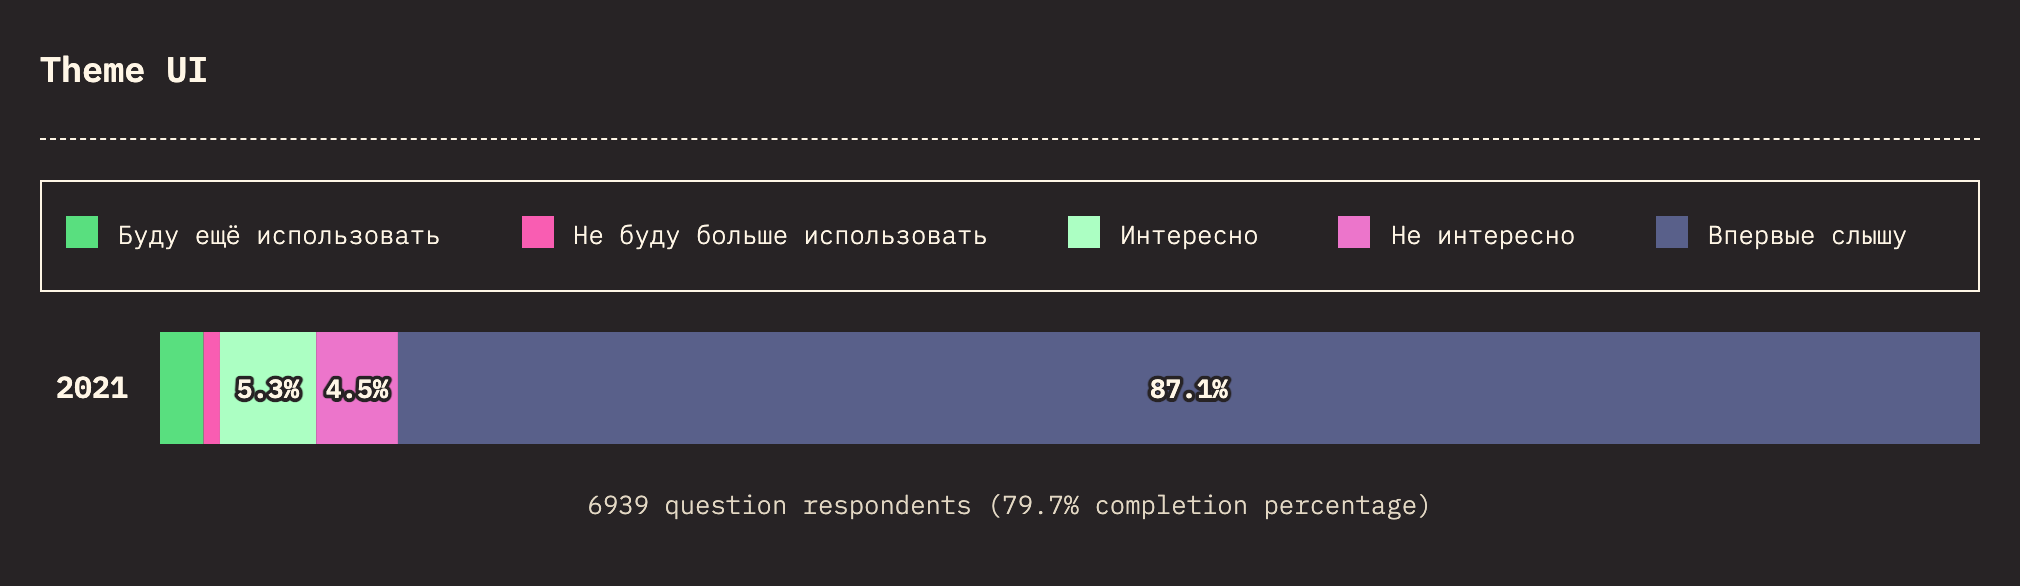 Theme UI
Буду ещё использовать Не буду больше использовать Интересно Не интересно Впервые слышу
2021 5.3% 4.5% 87.1%
6939 question respondents (79.7% completion percentage)